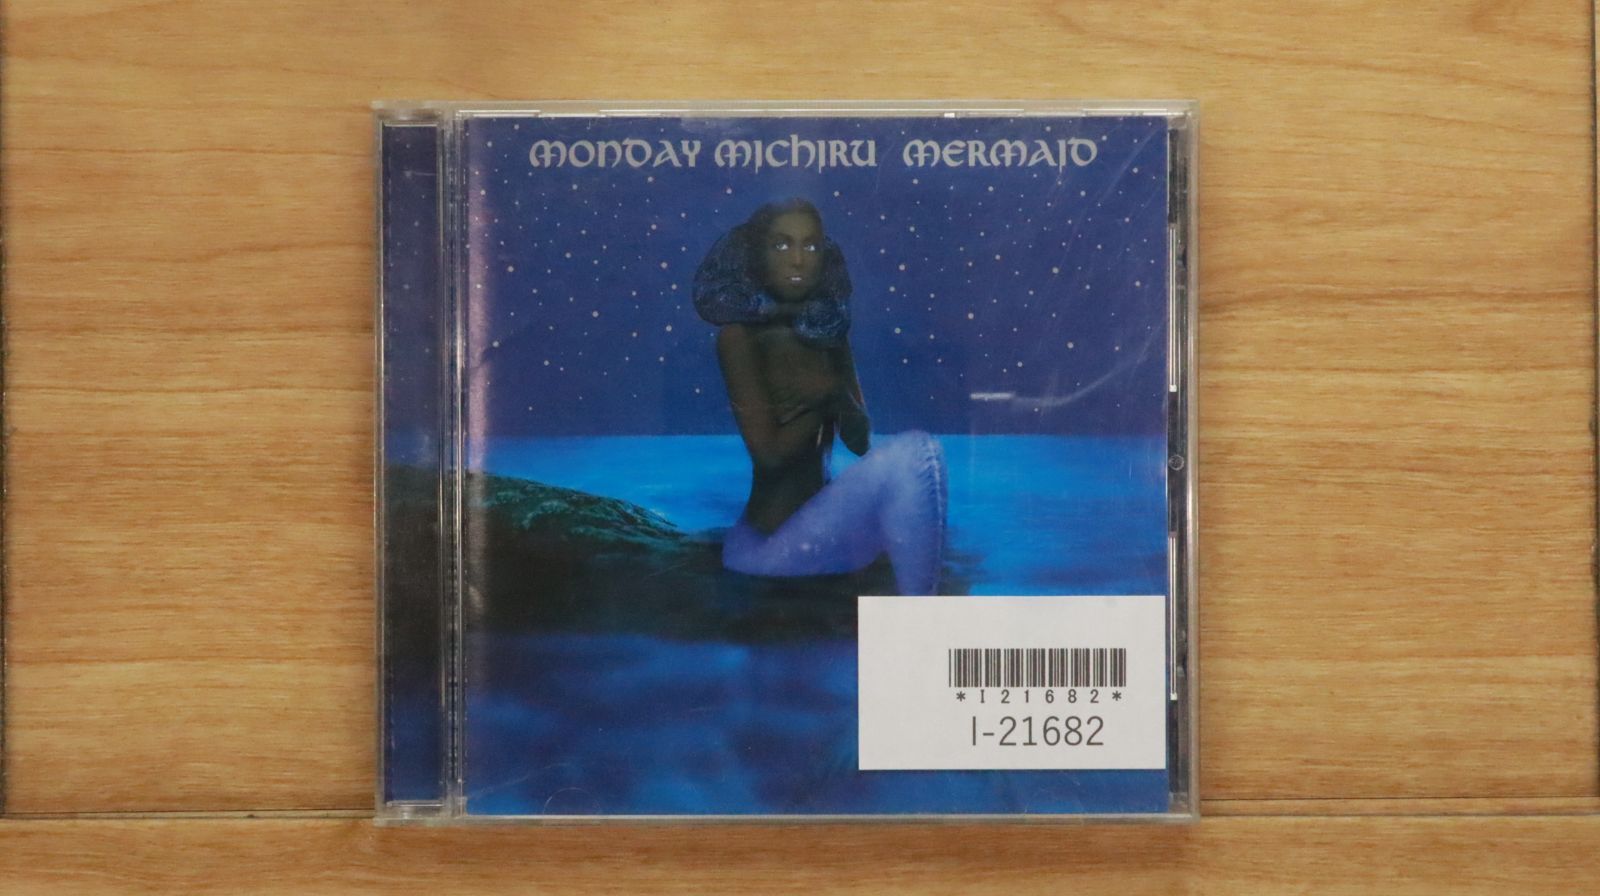 MONDAY MICHIRU MERMAID
*I21682*
I-21682